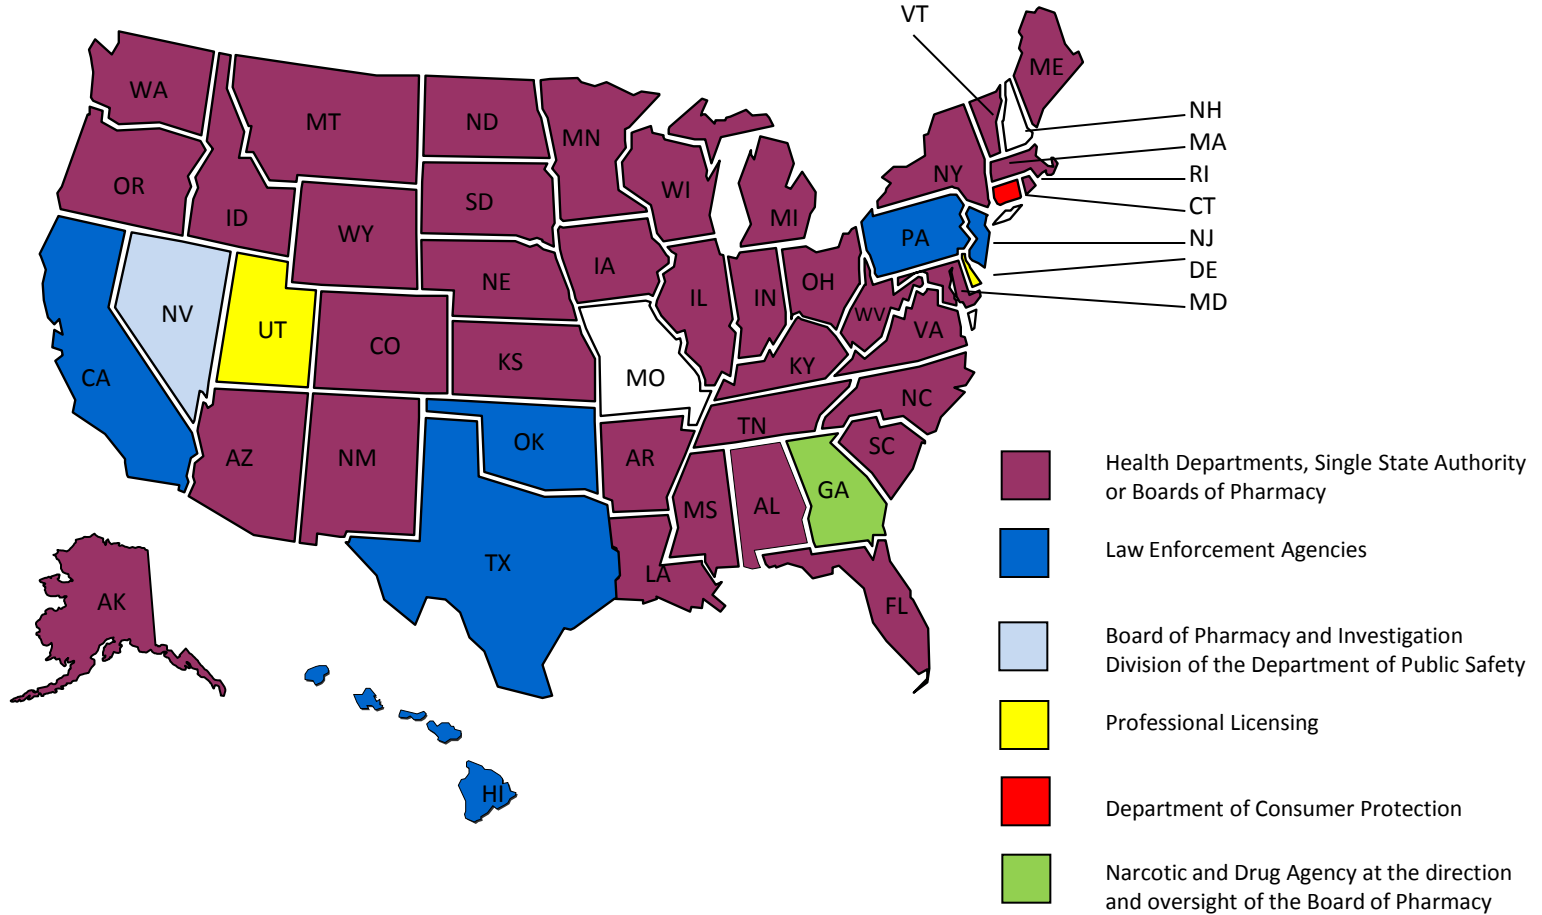 VT
ME
WA
NH
MT
ND
MN
MA
NY
RI
OR
WI
SD
CT
ID
MI
WY
PA
NJ
IA
NE
DE
OH
IL
IN
MD
NV
WV
UT
VA
CO
KS
KY
CA
MO
NC
TN
OK
SC
AZ
NM
AR
GA
MS
AL
TX
LA
AK
FL
HI
Health Departments, Single State Authority
or Boards of Pharmacy
Law Enforcement Agencies
Board of Pharmacy and Investigation
Division of the Department of Public Safety
Professional Licensing
Department of Consumer Protection
Narcotic and Drug Agency at the direction
and oversight of the Board of Pharmacy